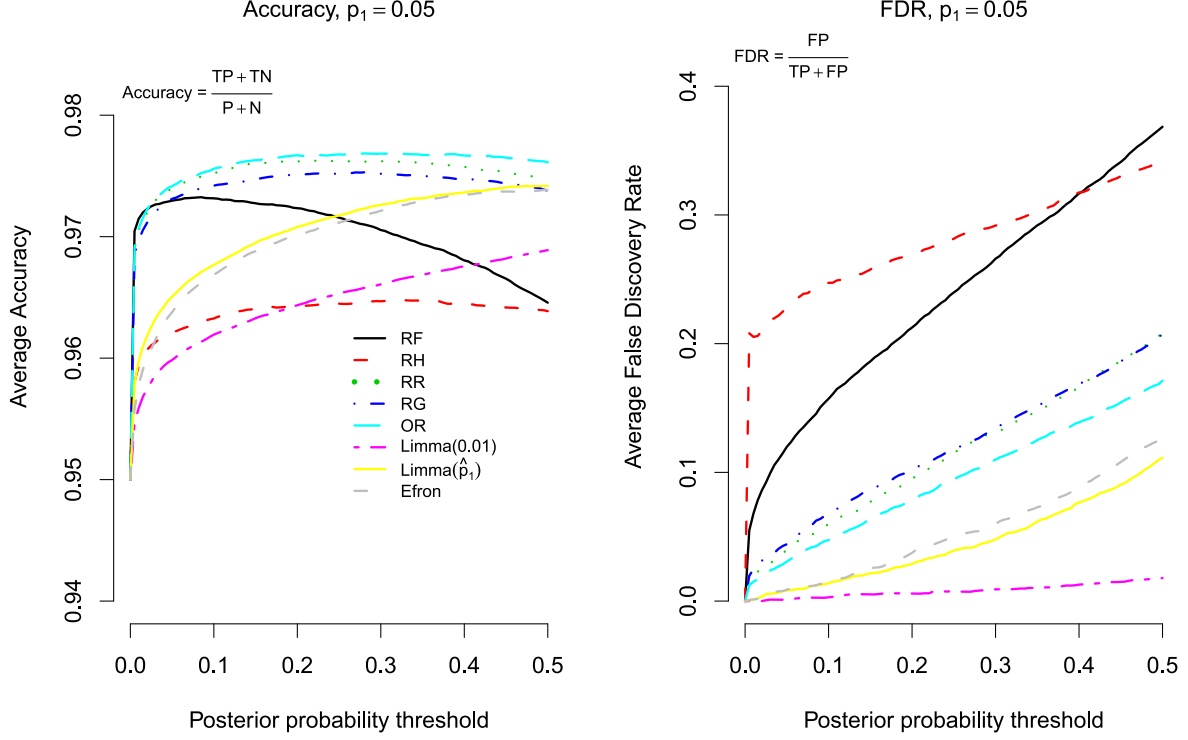 Accuracy, p1 = 0.05
Accuracy = TP + TN / P + N
Average Accuracy
0.98
0.97
0.96
0.95
0.94
RF
RH
RR
RG
OR
Limma(0.01)
Limma(p̂1)
Efron
0.0 0.1 0.2 0.3 0.4 0.5
Posterior probability threshold
FDR, p1 = 0.05
FDR = FP / TP + FP
Average False Discovery Rate
0.4
0.3
0.2
0.1
0.0
0.0 0.1 0.2 0.3 0.4 0.5
Posterior probability threshold